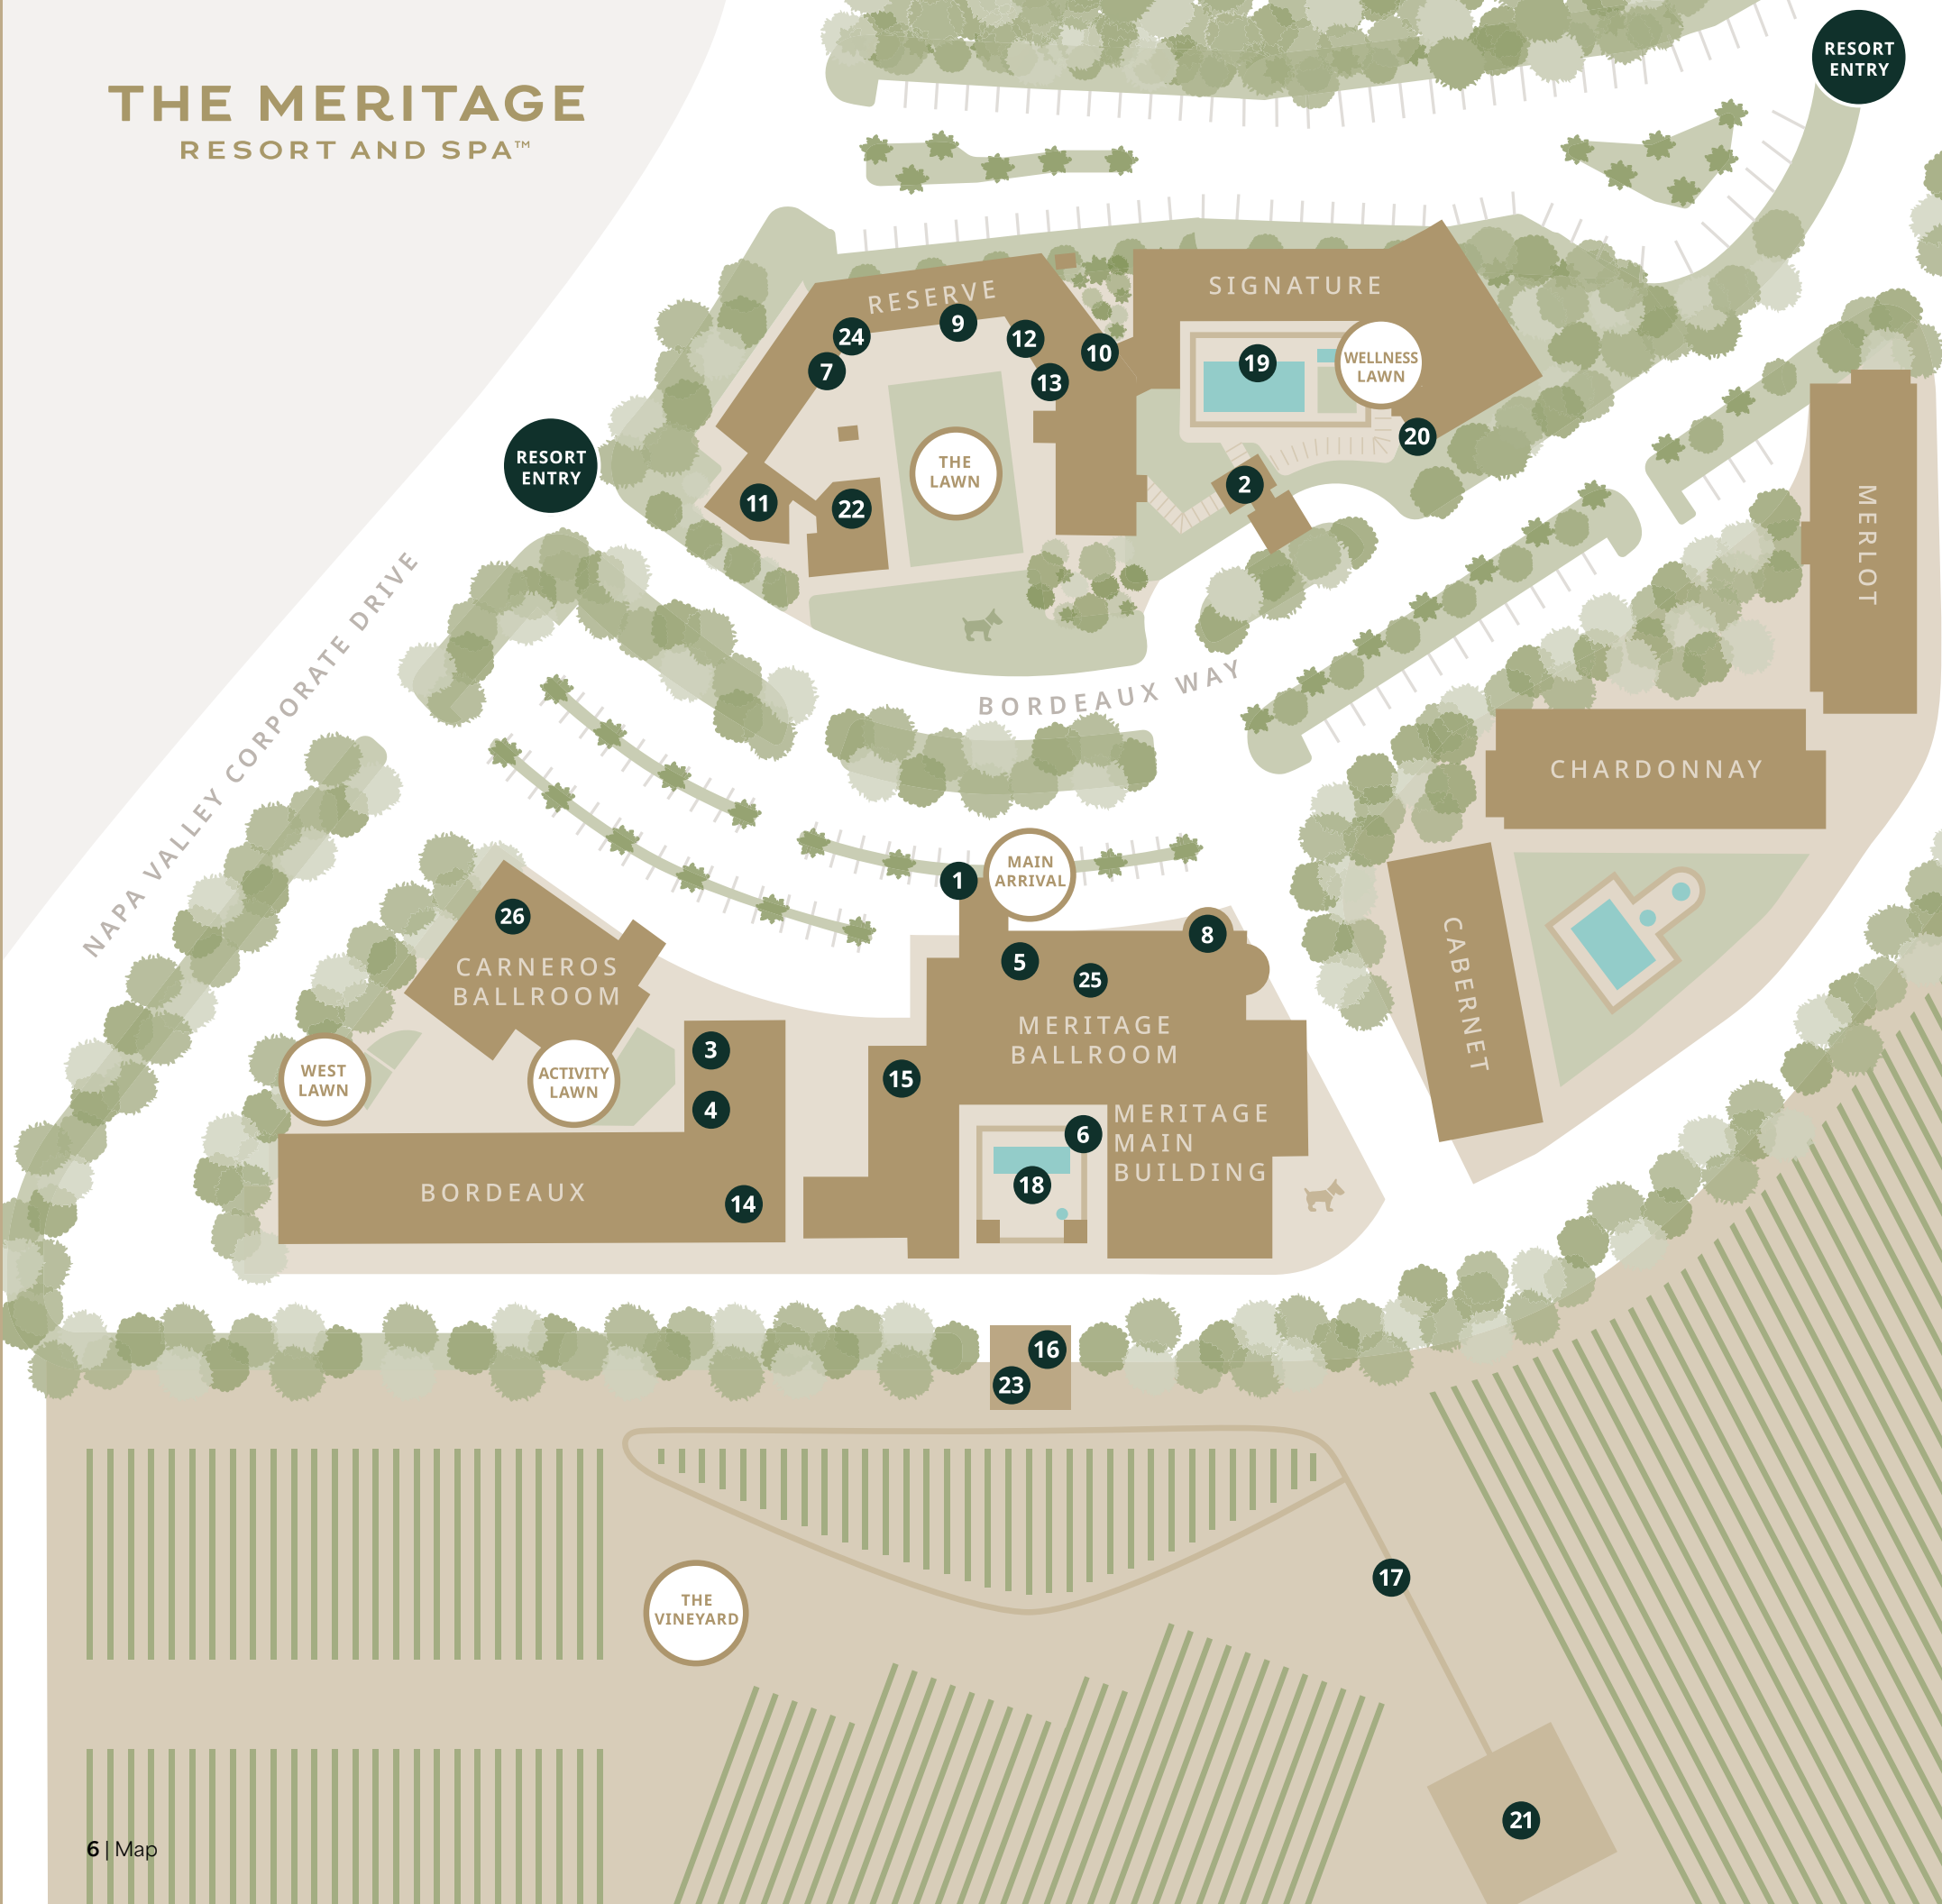 THE MERITAGE
RESORT AND SPA™
RESORT
ENTRY
RESERVE
SIGNATURE
24
9
12
10
7
13
19
WELLNESS
LAWN
20
RESORT
ENTRY
THE
LAWN
11
22
2
MERLOT
NAPA VALLEY CORPORATE DRIVE
BORDEAUX WAY
CHARDONNAY
1
MAIN
ARRIVAL
26
8
5
25
CARNEROS
BALLROOM
CABERNET
MERITAGE
BALLROOM
WEST
LAWN
ACTIVITY
LAWN
3
4
15
MERITAGE
MAIN
BUILDING
6
18
BORDEAUX
14
16
23
17
THE
VINEYARD
21
6 | Map